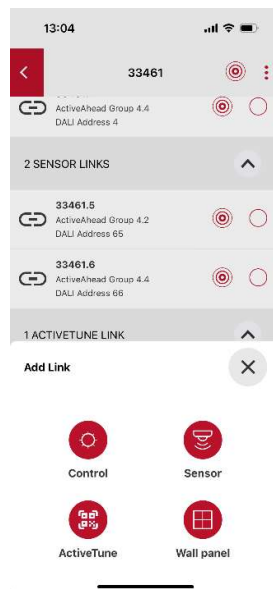 13:04
33461
ActiveAhead Group 4.4
DALI Address 4
2 SENSOR LINKS
33461.5
ActiveAhead Group 4.2
DALI Address 65
33461.6
ActiveAhead Group 4.4
DALI Address 66
1 ACTIVETUNE LINK
Add Link
Control
Sensor
ActiveTune
Wall panel